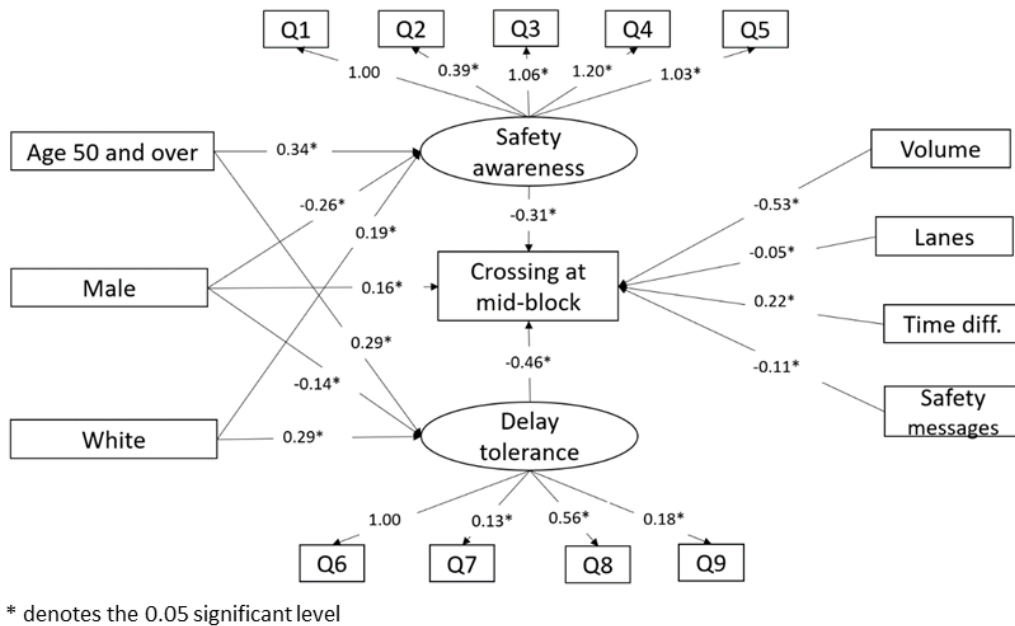 Q1
Q2
Q3
Q4
Q5
1.00
0.39*
1.06*
1.20*
1.03*
Age 50 and over
0.34*
Safety
awareness
Volume
-0.26*
0.19*
-0.31*
-0.53*
Lanes
-0.05*
Male
0.16*
Crossing at
mid-block
0.22*
Time diff.
0.29*
-0.14*
-0.46*
-0.11*
Safety
messages
White
0.29*
Delay
tolerance
1.00
0.13*
0.56*
0.18*
Q6
Q7
Q8
Q9
* denotes the 0.05 significant level